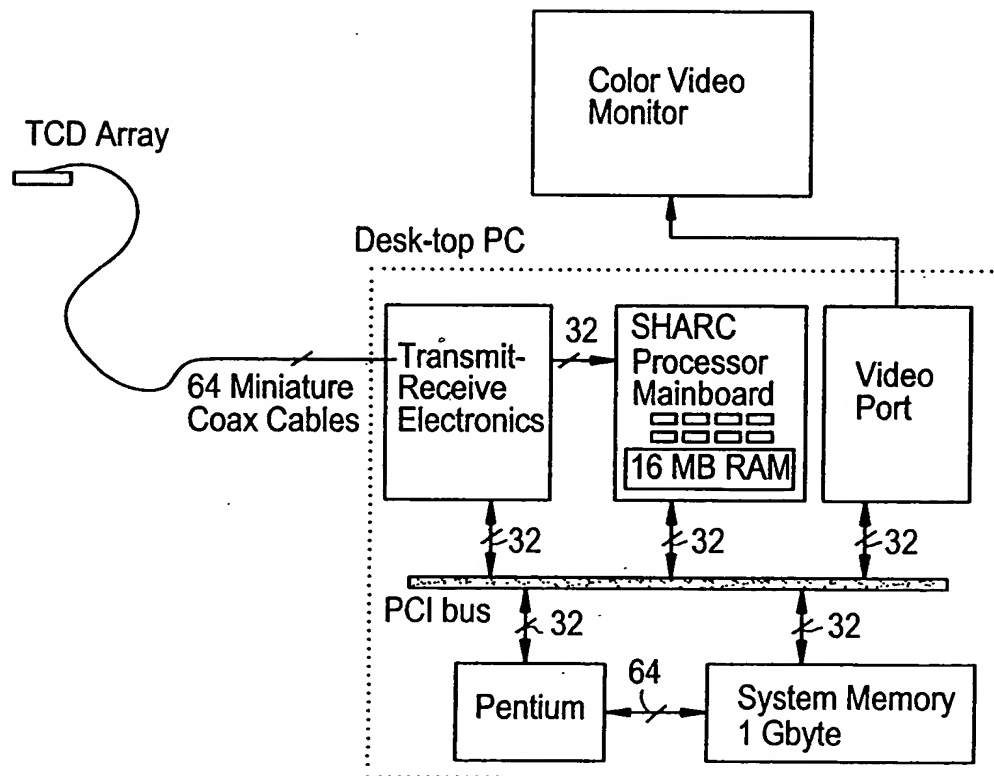 Color Video
Monitor
TCD Array
Desk-top PC
64 Miniature
Coax Cables
Transmit-
Receive
Electronics
32
SHARC
Processor
Mainboard
16 MB RAM
Video
Port
32
32
32
PCI bus
32
32
Pentium
64
System Memory
1 Gbyte